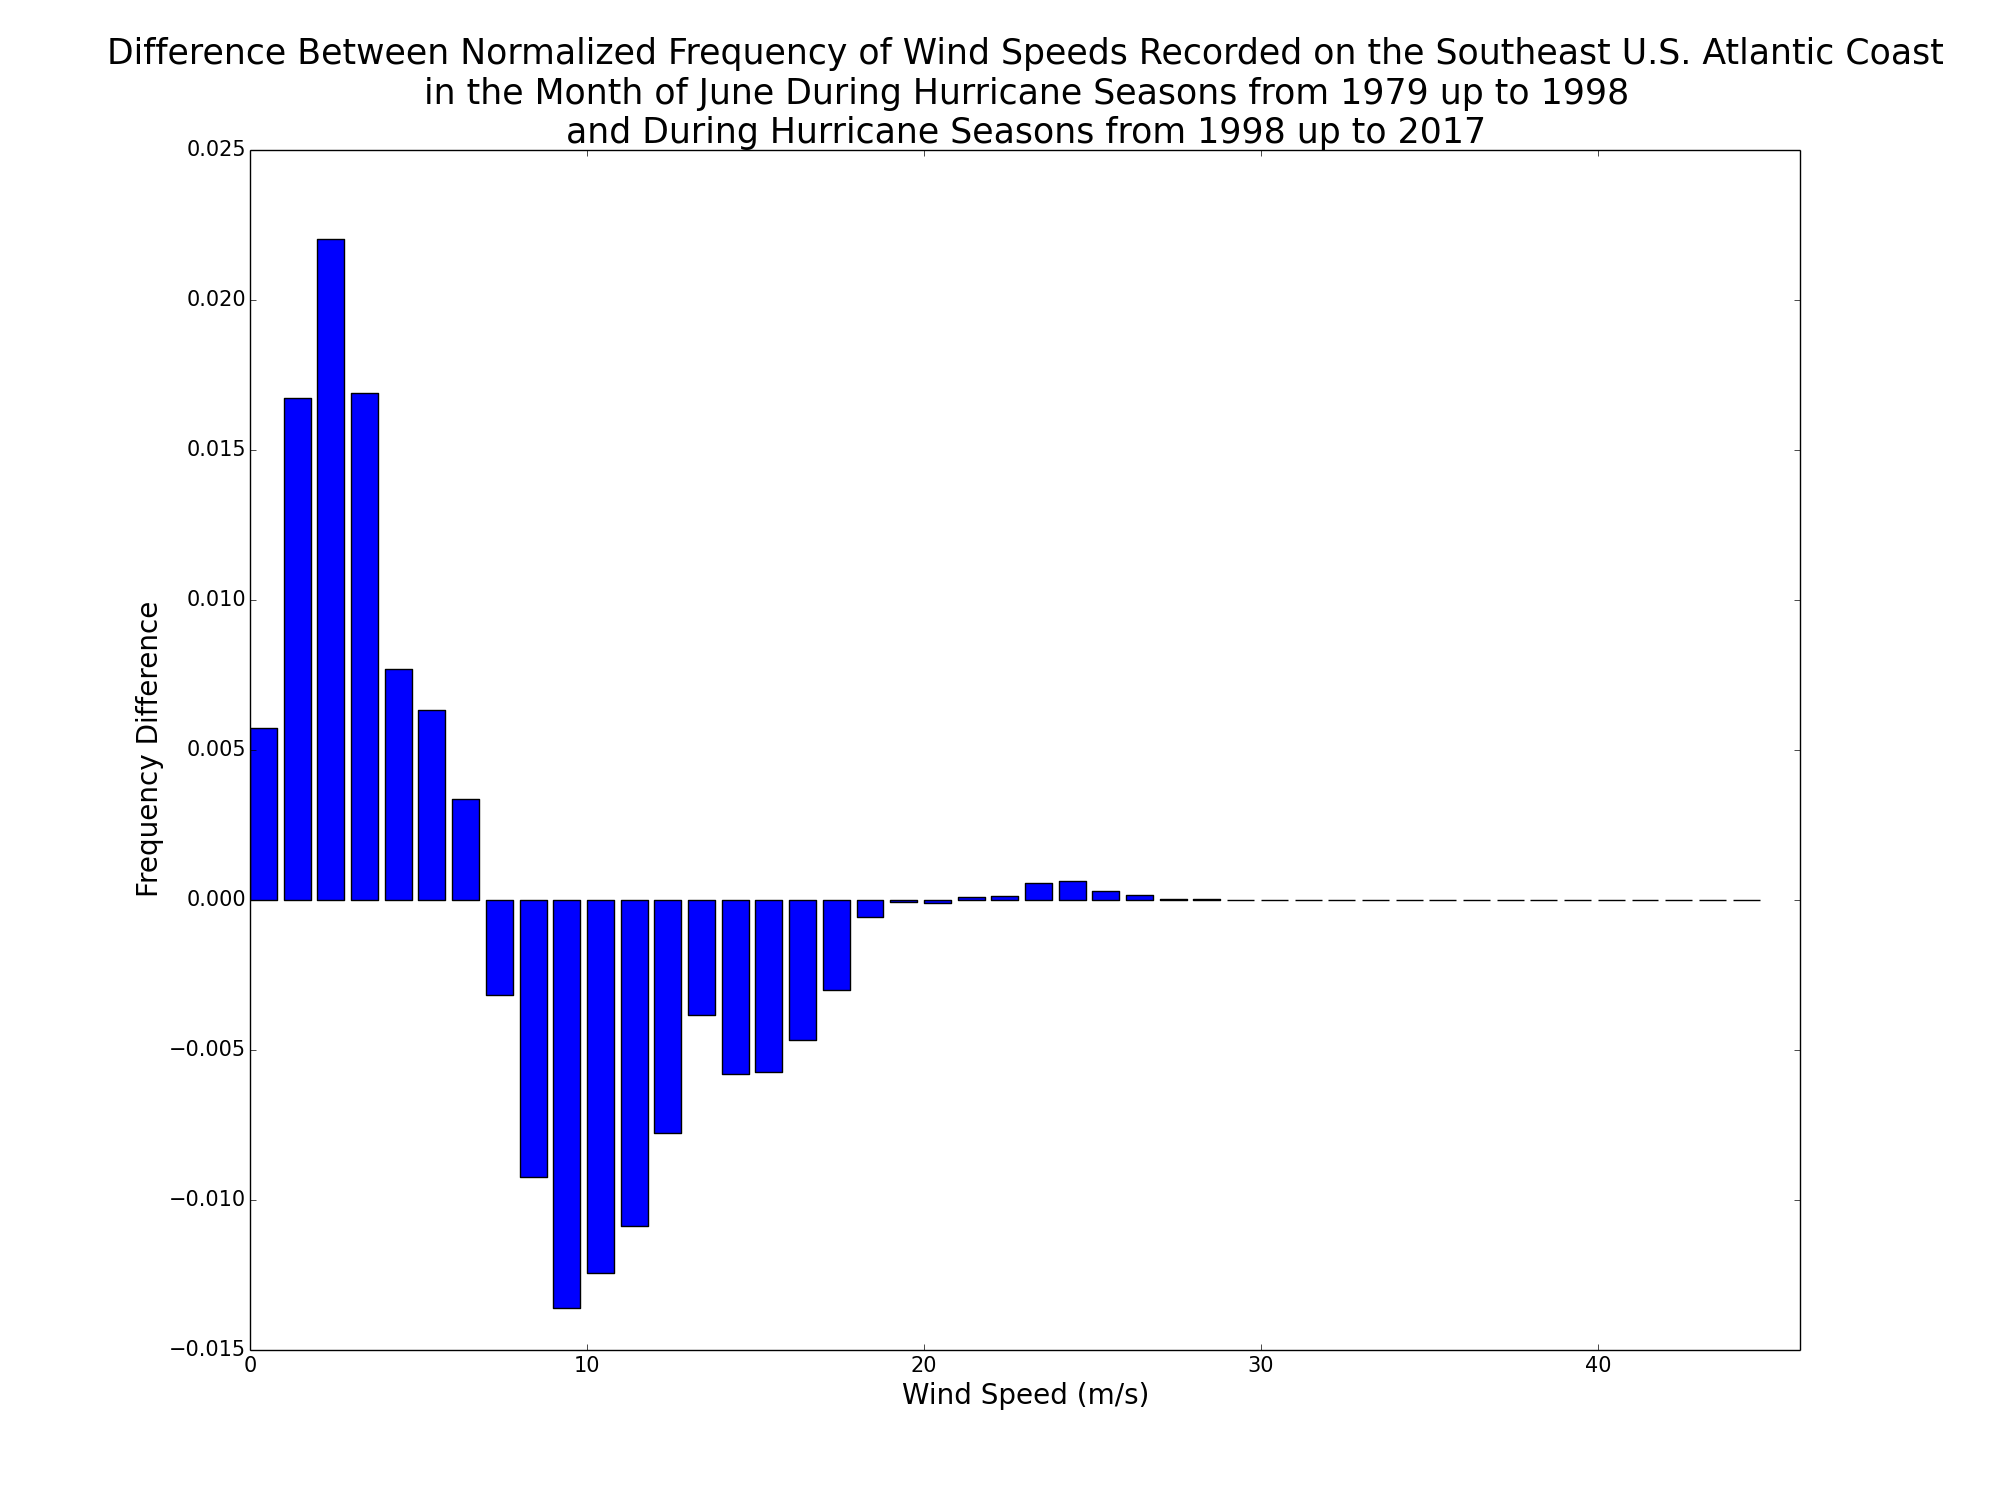 Difference Between Normalized Frequency of Wind Speeds Recorded on the Southeast U.S. Atlantic Coast
in the Month of June During Hurricane Seasons from 1979 up to 1998
and During Hurricane Seasons from 1998 up to 2017
0.025
0.020
0.015
0.010
0.005
0.000
−0.005
−0.010
−0.015
Frequency Difference
0
10
20
30
40
Wind Speed (m/s)